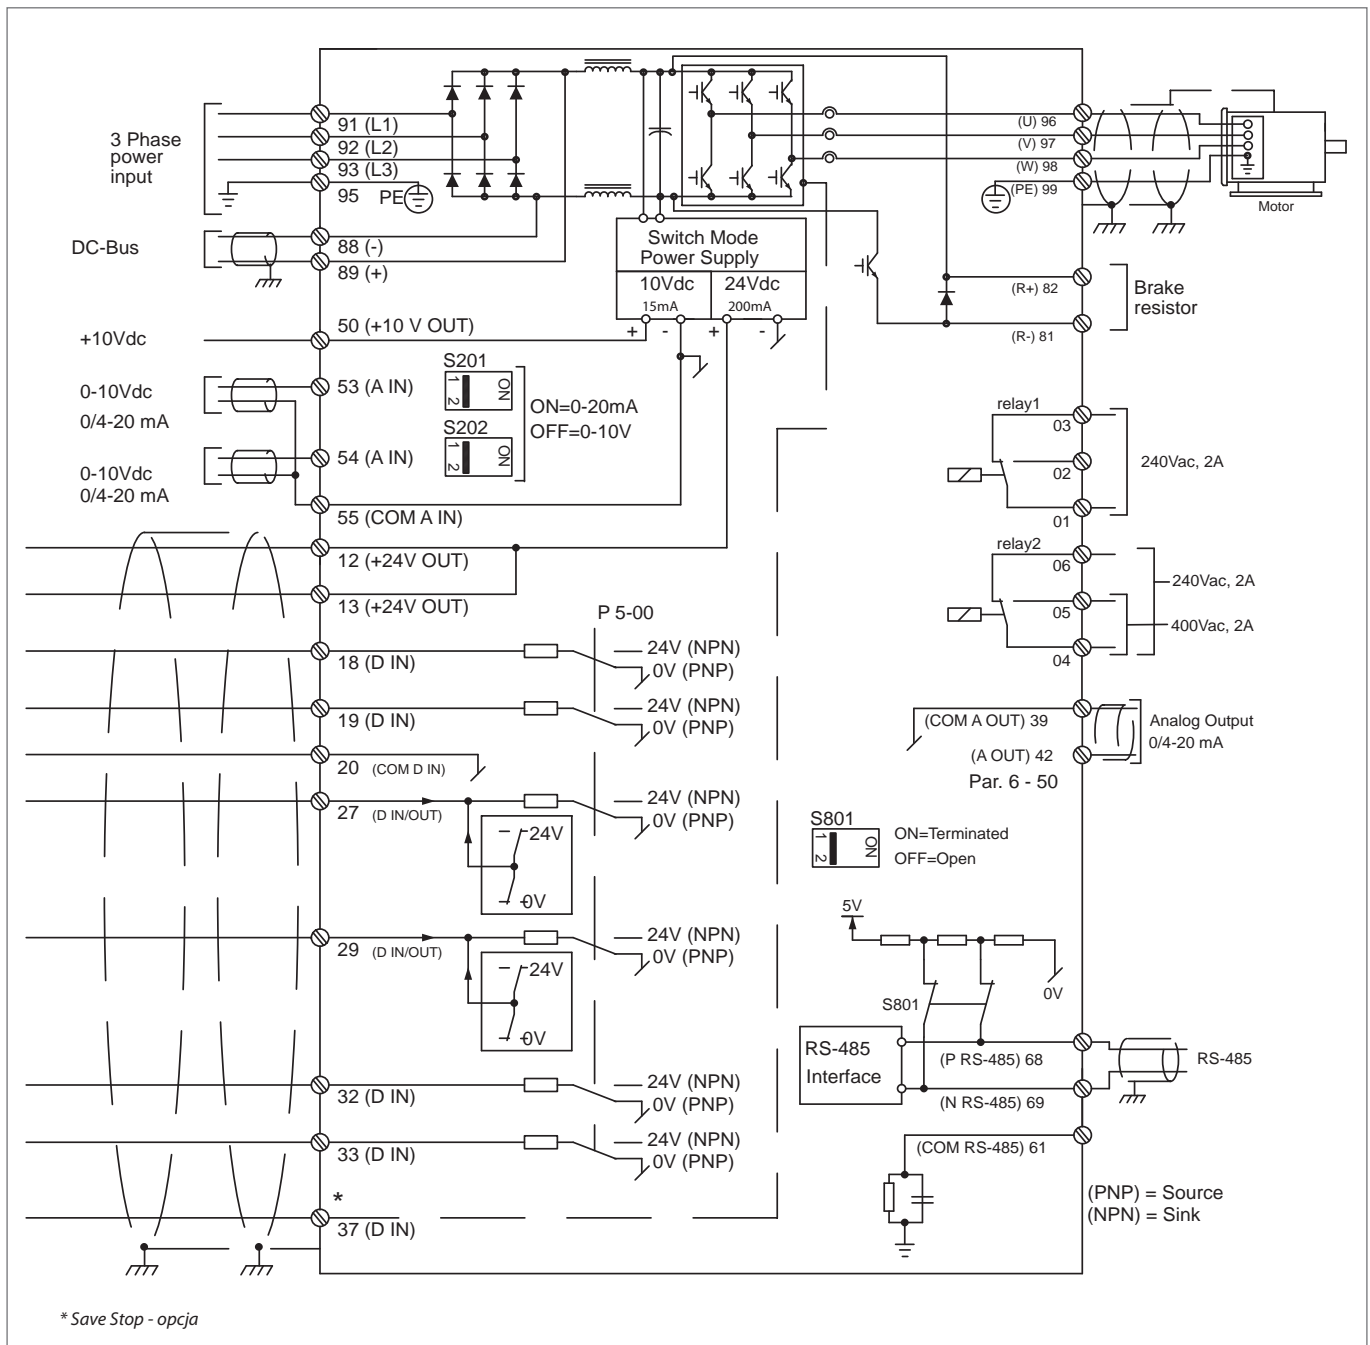 3 Phase
power
input
91 (L1)
92 (L2)
93 (L3)
95
PE
DC-Bus
88 (-)
89 (+)
+10Vdc
50 (+10 V OUT)
0-10Vdc
0/4-20 mA
53 (A IN)
0-10Vdc
0/4-20 mA
54 (A IN)
55 (COM A IN)
12 (+24V OUT)
13 (+24V OUT)
18 (D IN)
19 (D IN)
20 (COM D IN)
27 (D IN/OUT)
29 (D IN/OUT)
32 (D IN)
33 (D IN)
*
37 (D IN)
Switch Mode
Power Supply
10Vdc
15mA
24Vdc
200mA
+ - + -
S201
1 2
ON
S202
1 2
ON
ON=0-20mA
OFF=0-10V
P 5-00
24V (NPN)
0V (PNP)
24V (NPN)
0V (PNP)
24V (NPN)
0V (PNP)
24V
0V
24V (NPN)
0V (PNP)
24V
0V
24V (NPN)
0V (PNP)
24V (NPN)
0V (PNP)
(U) 96
(V) 97
(W) 98
(PE) 99
Motor
(R+) 82
(R-) 81
Brake
resistor
relay1
03
02
01
240Vac, 2A
relay2
06
05
04
240Vac, 2A
400Vac, 2A
(COM A OUT) 39
(A OUT) 42
Analog Output
0/4-20 mA
Par. 6 - 50
S801
1 2
ON
ON=Terminated
OFF=Open
5V
0V
S801
RS-485
Interface
(P RS-485) 68
(N RS-485) 69
RS-485
(COM RS-485) 61
(PNP) = Source
(NPN) = Sink
* Save Stop - opcja